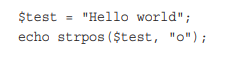 $test = "Hello world";
echo strpos($test, "o");